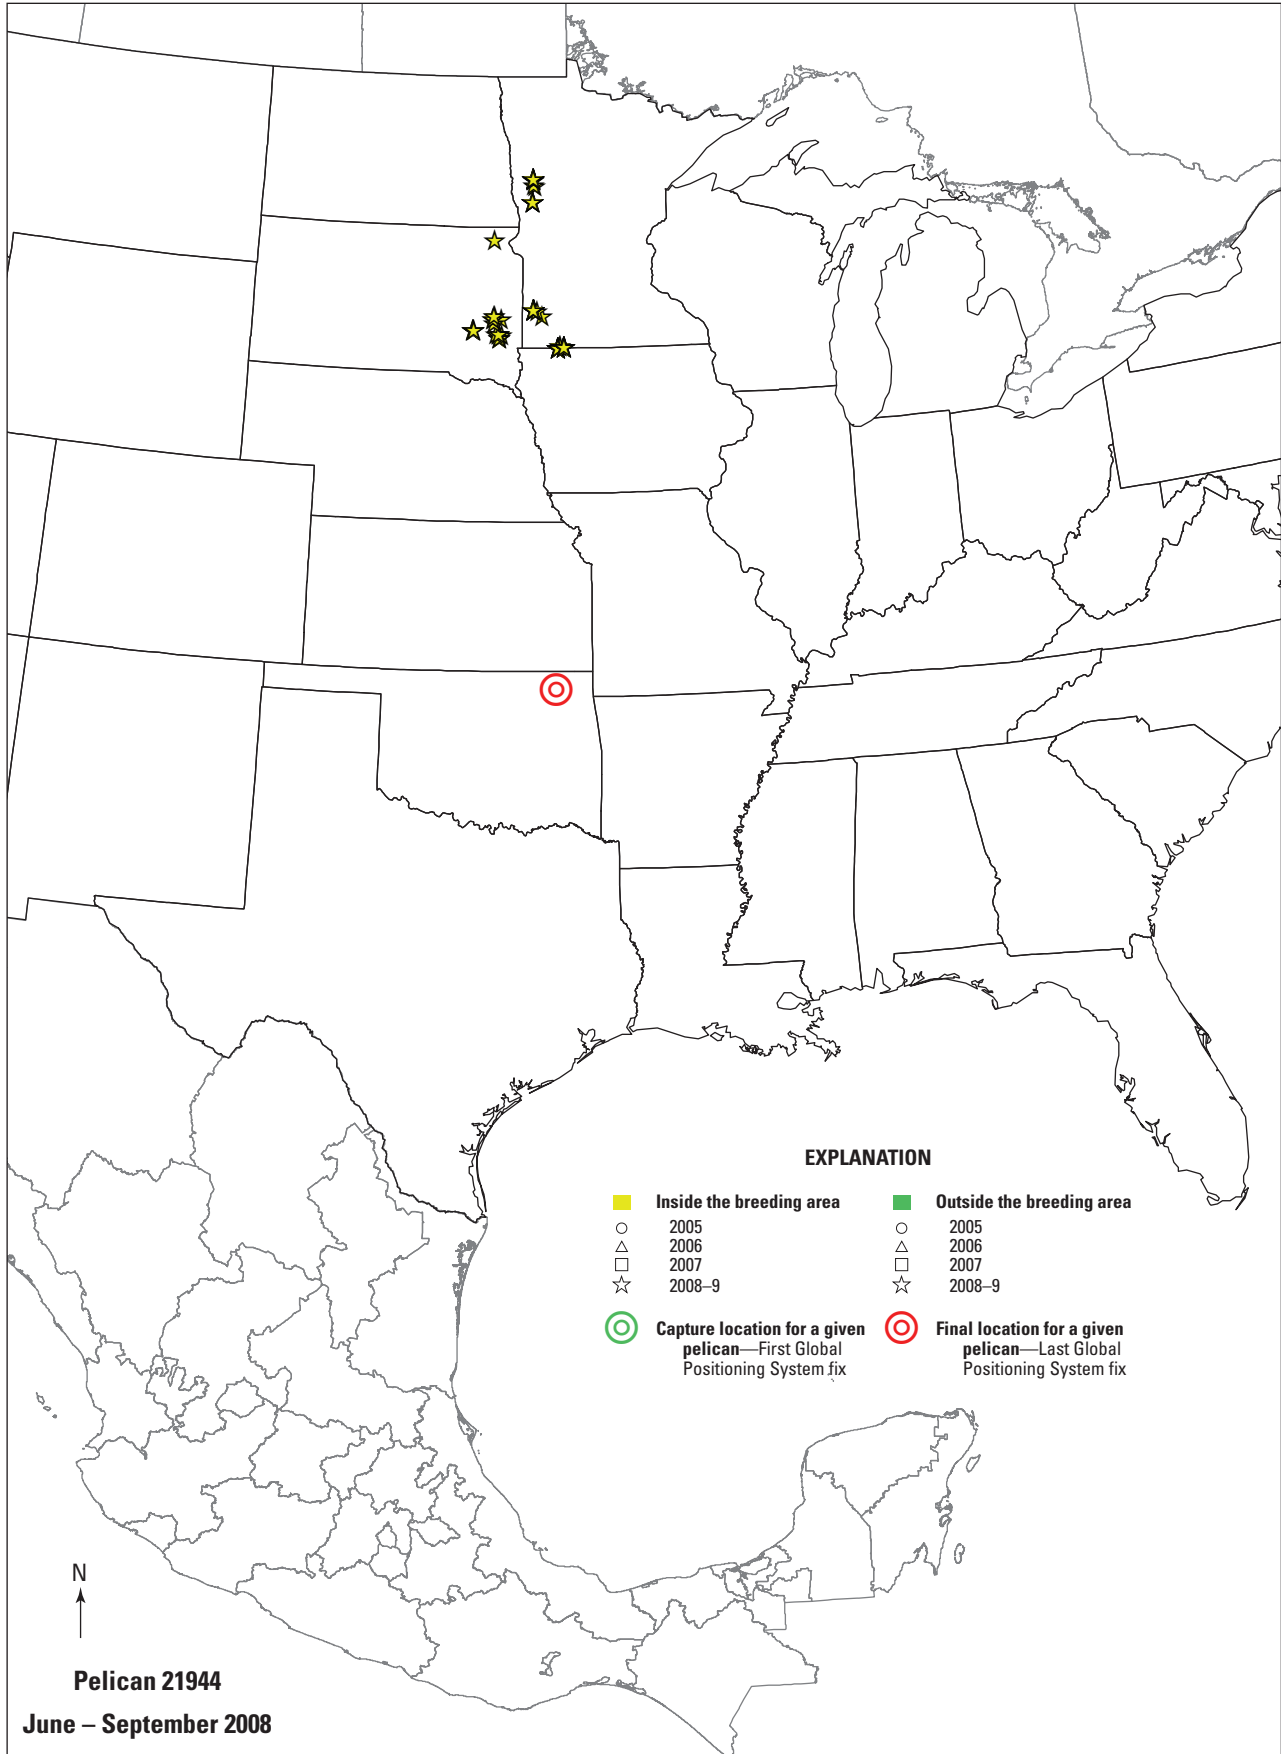 EXPLANATION
Inside the breeding area
2005
2006
2007
2008–9
Capture location for a given
pelican—First Global
Positioning System fix
Outside the breeding area
2005
2006
2007
2008–9
Final location for a given
pelican—Last Global
Positioning System fix
N
Pelican 21944
June – September 2008